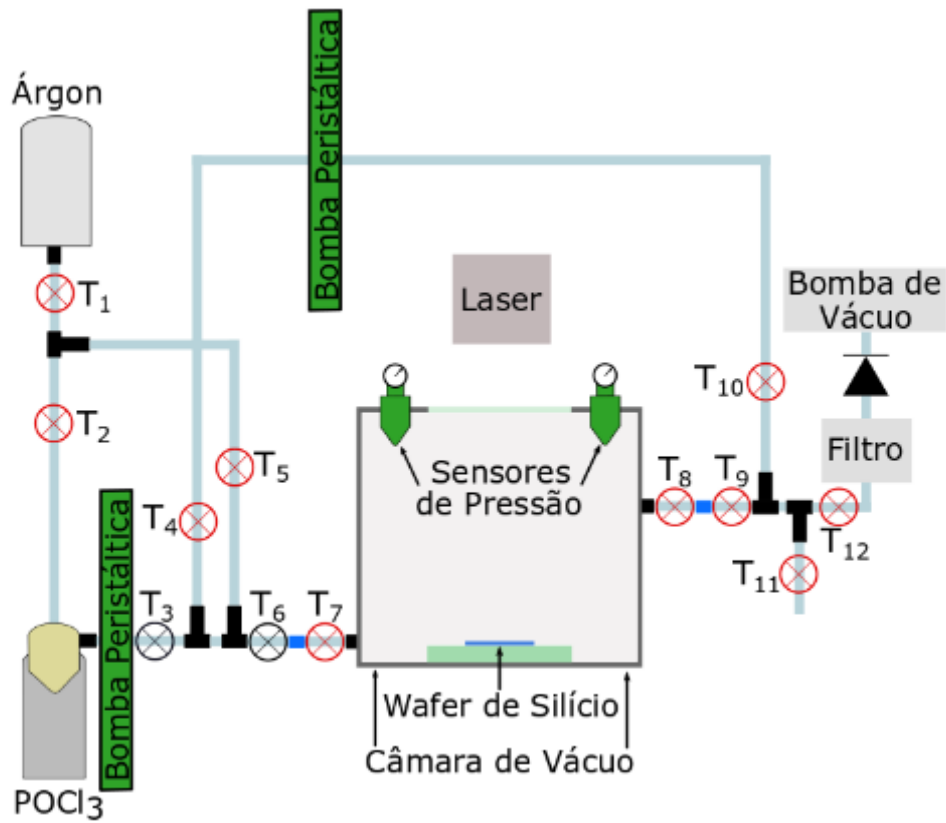 Árgon
Bomba Peristáltica
T1
Laser
Bomba de
Vácuo
T10
T2
T5
Sensores
de Pressão
T8
T9
Filtro
T4
T12
T11
Bomba Peristáltica
T3
T6
T7
Wafer de Silício
Câmara de Vácuo
POCl3